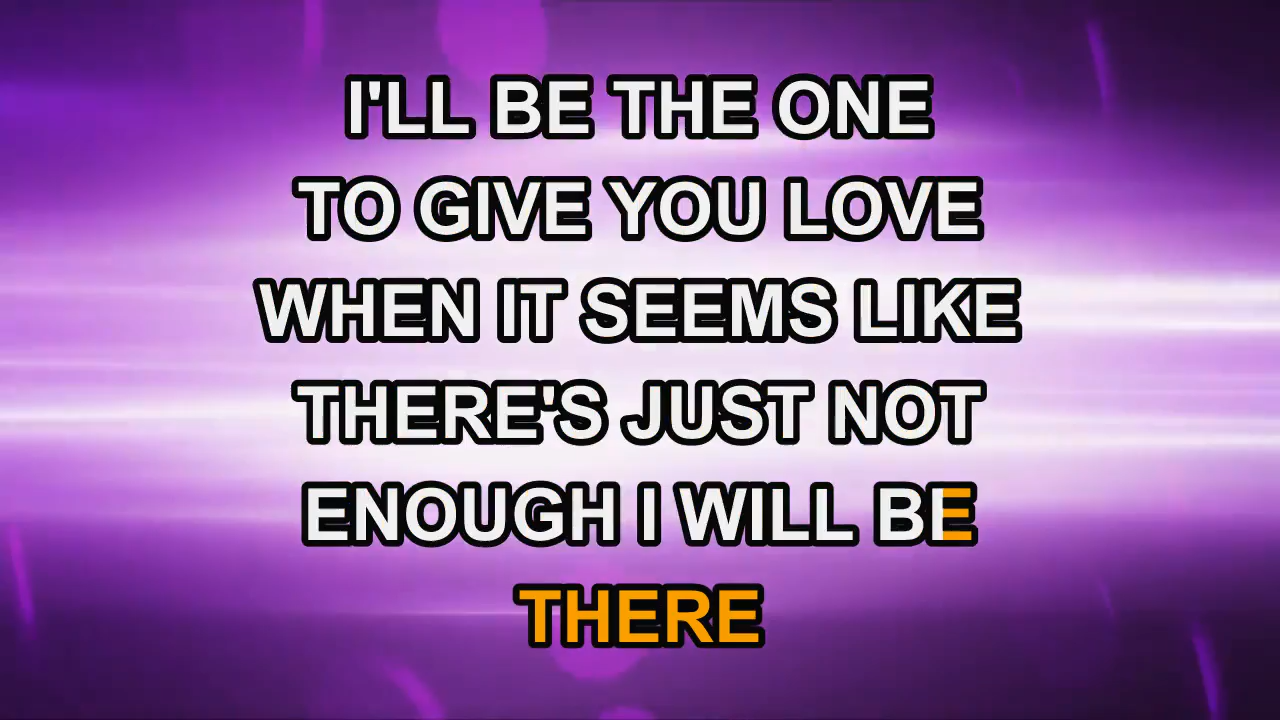 I'LL BE THE ONE
TO GIVE YOU LOVE
WHEN IT SEEMS LIKE
THERE'S JUST NOT
ENOUGH I WILL BE
THERE